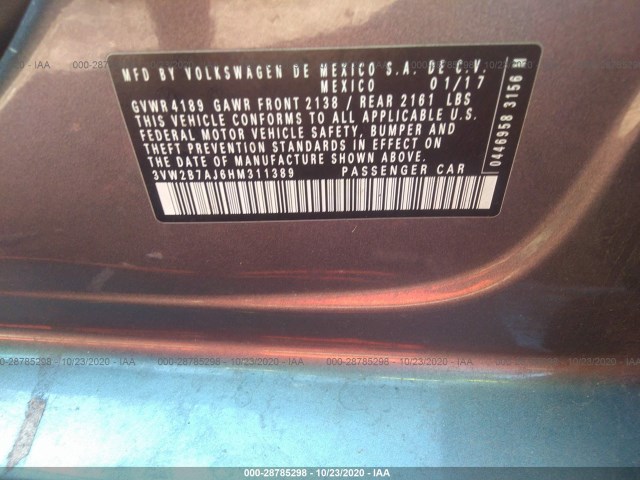 MFD BY VOLKSWAGEN DE MEXICO S.A. DE C.V.
MEXICO 01/17
GVWR 4189 GAWR FRONT 2138 / REAR 2161 LBS
THIS VEHICLE CONFORMS TO ALL APPLICABLE U.S.
FEDERAL MOTOR VEHICLE SAFETY, BUMPER AND
THEFT PREVENTION STANDARDS IN EFFECT ON
THE DATE OF MANUFACTURE SHOWN ABOVE.
3VW2B7AJ6HM311389 PASSENGER CAR
0446958 3156
000-28785298 - 10/23/2020 - IAA